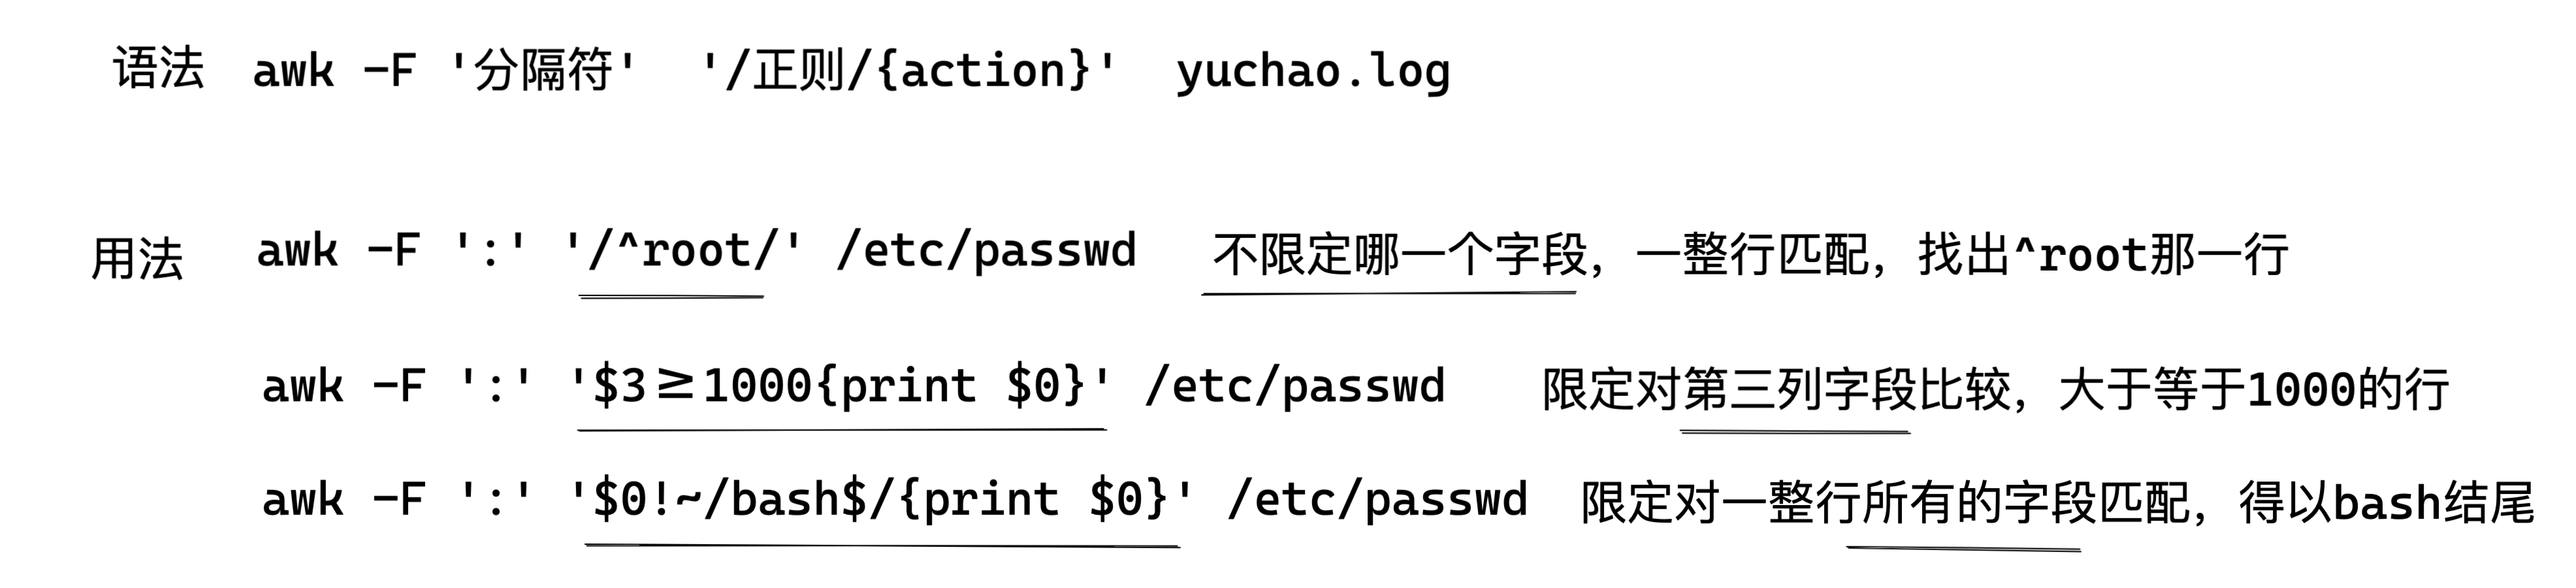 语法 awk -F '分隔符' '/正则/{action}' yuchao.log
用法 awk -F ':' '/^root/' /etc/passwd 不限定哪一个字段，一整行匹配，找出^root那一行
awk -F ':' '$3≥1000{print $0}' /etc/passwd 限定对第三列字段比较，大于等于1000的行
awk -F ':' '$0!~/bash$/{print $0}' /etc/passwd 限定对一整行所有的字段匹配，得以bash结尾